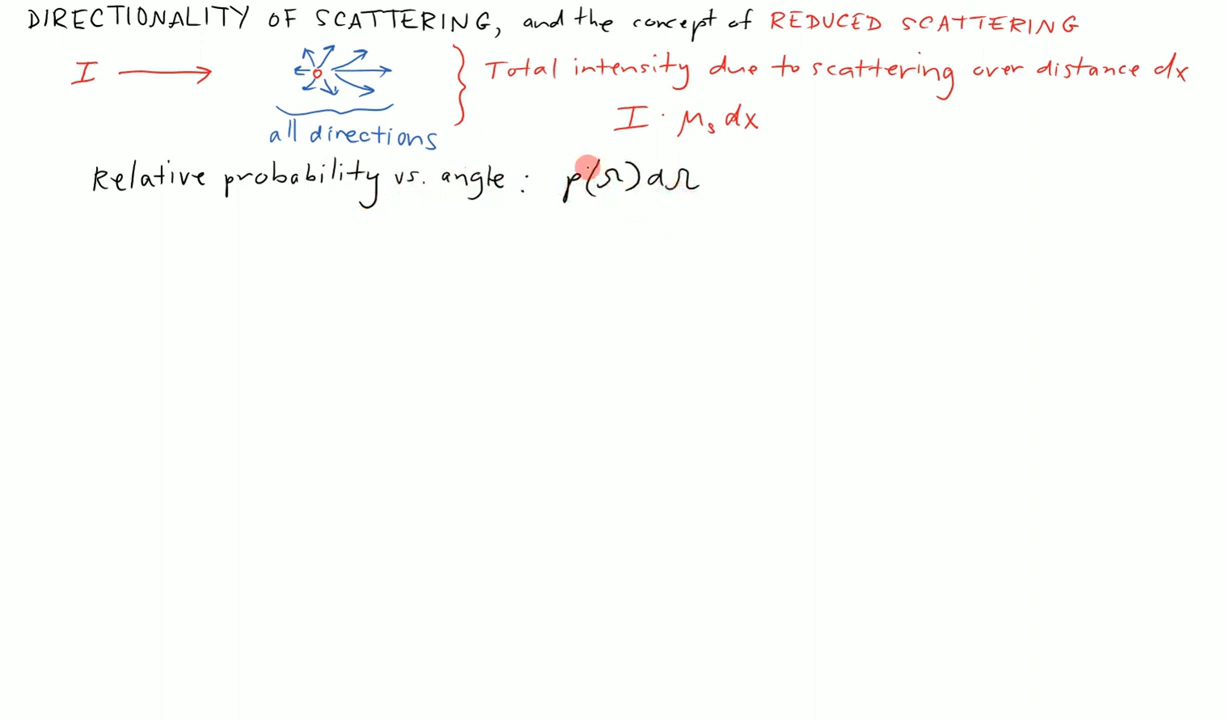 DIRECTIONALITY OF SCATTERING, and the concept of REDUCED SCATTERING
I
Total intensity due to scattering over distance dx
I · μs dx
all directions
Relative probability vs. angle: p(Ω)dΩ